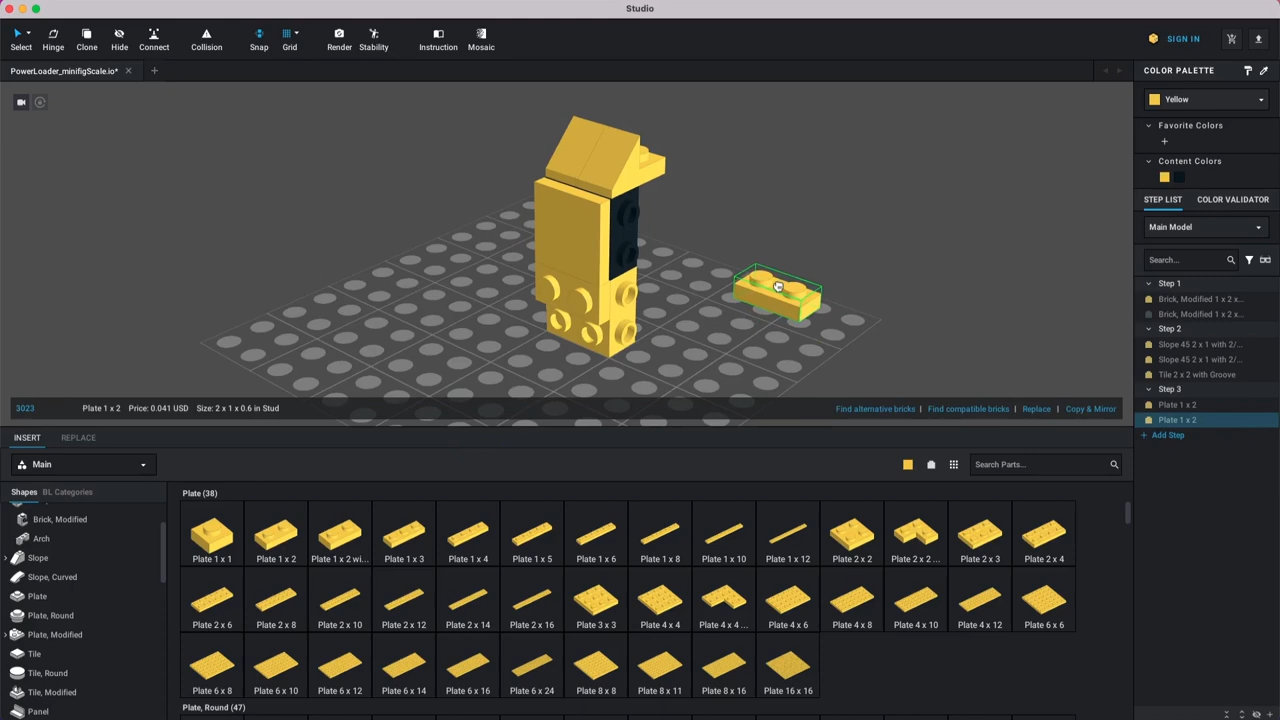 Studio
Select
Hinge
Clone
Hide
Connect
Collision
Snap
Grid
Render
Stability
Instruction
Mosaic
SIGN IN
PowerLoader_minifigScale.io*
COLOR PALETTE
Yellow
Favorite Colors
Content Colors
STEP LIST
COLOR VALIDATOR
Main Model
Search...
Step 1
Brick, Modified 1 x 2 x...
Brick, Modified 1 x 2 x...
Step 2
Slope 45 2 x 1 with 2/...
Slope 45 2 x 1 with 2/...
Tile 2 x 2 with Groove
Step 3
Plate 1 x 2
Plate 1 x 2
+ Add Step
3023 Plate 1 x 2 Price: 0.041 USD Size: 2 x 1 x 0.6 in Stud
Find alternative bricks | Find compatible bricks | Replace | Copy & Mirror
INSERT REPLACE
Main
Search Parts...
Shapes BL Categories
Brick, Modified
Arch
Slope
Slope, Curved
Plate
Plate, Round
Plate, Modified
Tile
Tile, Round
Tile, Modified
Panel
Plate (38)
Plate 1 x 1 Plate 1 x 2 Plate 1 x 2 wi... Plate 1 x 3 Plate 1 x 4 Plate 1 x 5 Plate 1 x 6 Plate 1 x 8 Plate 1 x 10 Plate 1 x 12 Plate 2 x 2 Plate 2 x 2 ... Plate 2 x 3 Plate 2 x 4
Plate 2 x 6 Plate 2 x 8 Plate 2 x 10 Plate 2 x 12 Plate 2 x 14 Plate 2 x 16 Plate 3 x 3 Plate 4 x 4 Plate 4 x 4 ... Plate 4 x 6 Plate 4 x 8 Plate 4 x 10 Plate 4 x 12 Plate 6 x 6
Plate 6 x 8 Plate 6 x 10 Plate 6 x 12 Plate 6 x 14 Plate 6 x 16 Plate 6 x 24 Plate 8 x 8 Plate 8 x 11 Plate 8 x 16 Plate 16 x 16
Plate, Round (47)